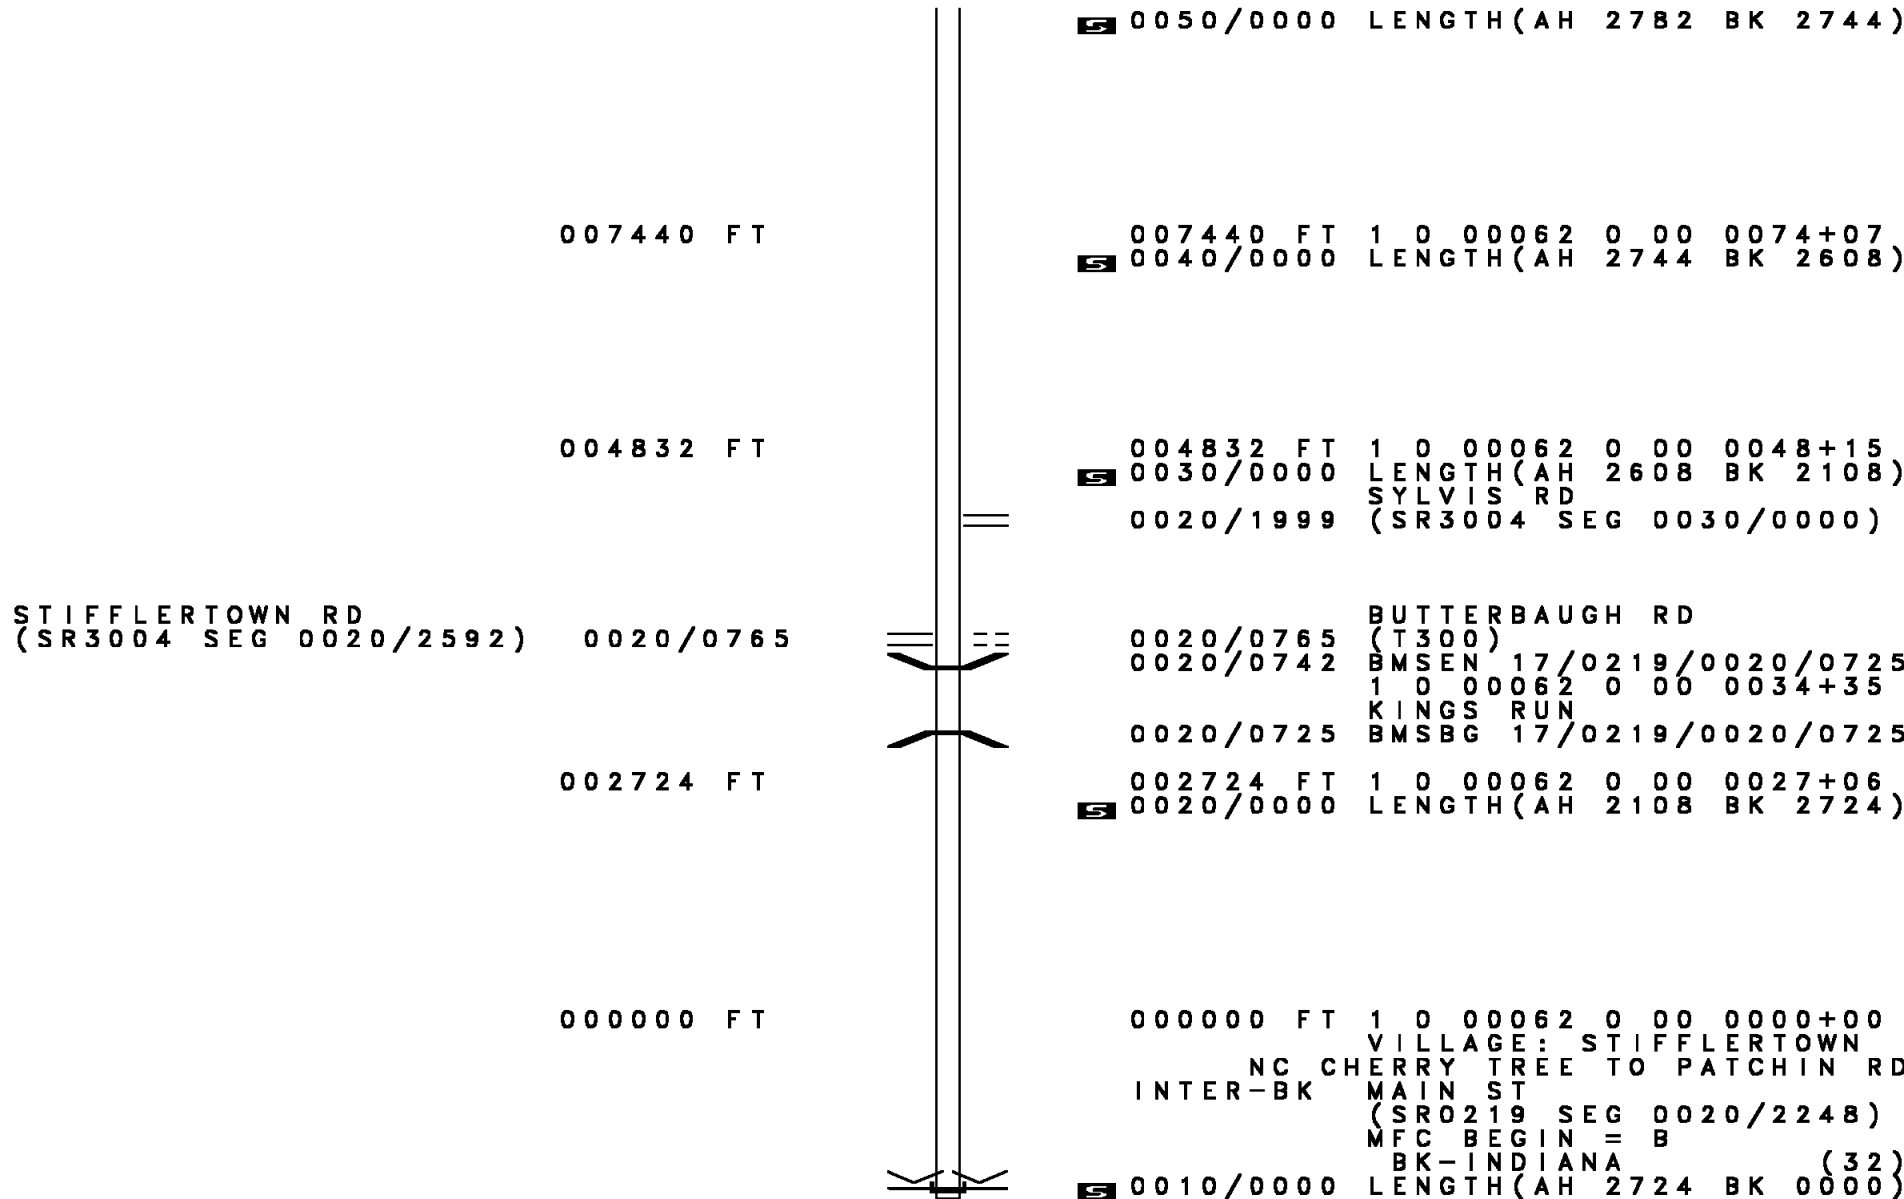 S 0050/0000 LENGTH(AH 2782 BK 2744)
007440 FT 007440 FT 1 0 00062 0 00 0074+07
S 0040/0000 LENGTH(AH 2744 BK 2608)
004832 FT 004832 FT 1 0 00062 0 00 0048+15
S 0030/0000 LENGTH(AH 2608 BK 2108)
SYLVIS RD
0020/1999 (SR3004 SEG 0030/0000)
STIFFLERTOWN RD BUTTERBAUGH RD
(SR3004 SEG 0020/2592) 0020/0765 0020/0765 (T300)
0020/0742 BMSEN 17/0219/0020/0725
1 0 00062 0 00 0034+35
KINGS RUN
0020/0725 BMSBG 17/0219/0020/0725
002724 FT 002724 FT 1 0 00062 0 00 0027+06
S 0020/0000 LENGTH(AH 2108 BK 2724)
000000 FT 000000 FT 1 0 00062 0 00 0000+00
VILLAGE: STIFFLERTOWN
NC CHERRY TREE TO PATCHIN RD
INTER-BK MAIN ST
(SR0219 SEG 0020/2248)
MFC BEGIN = B
BK-INDIANA (32)
S 0010/0000 LENGTH(AH 2724 BK 0000)